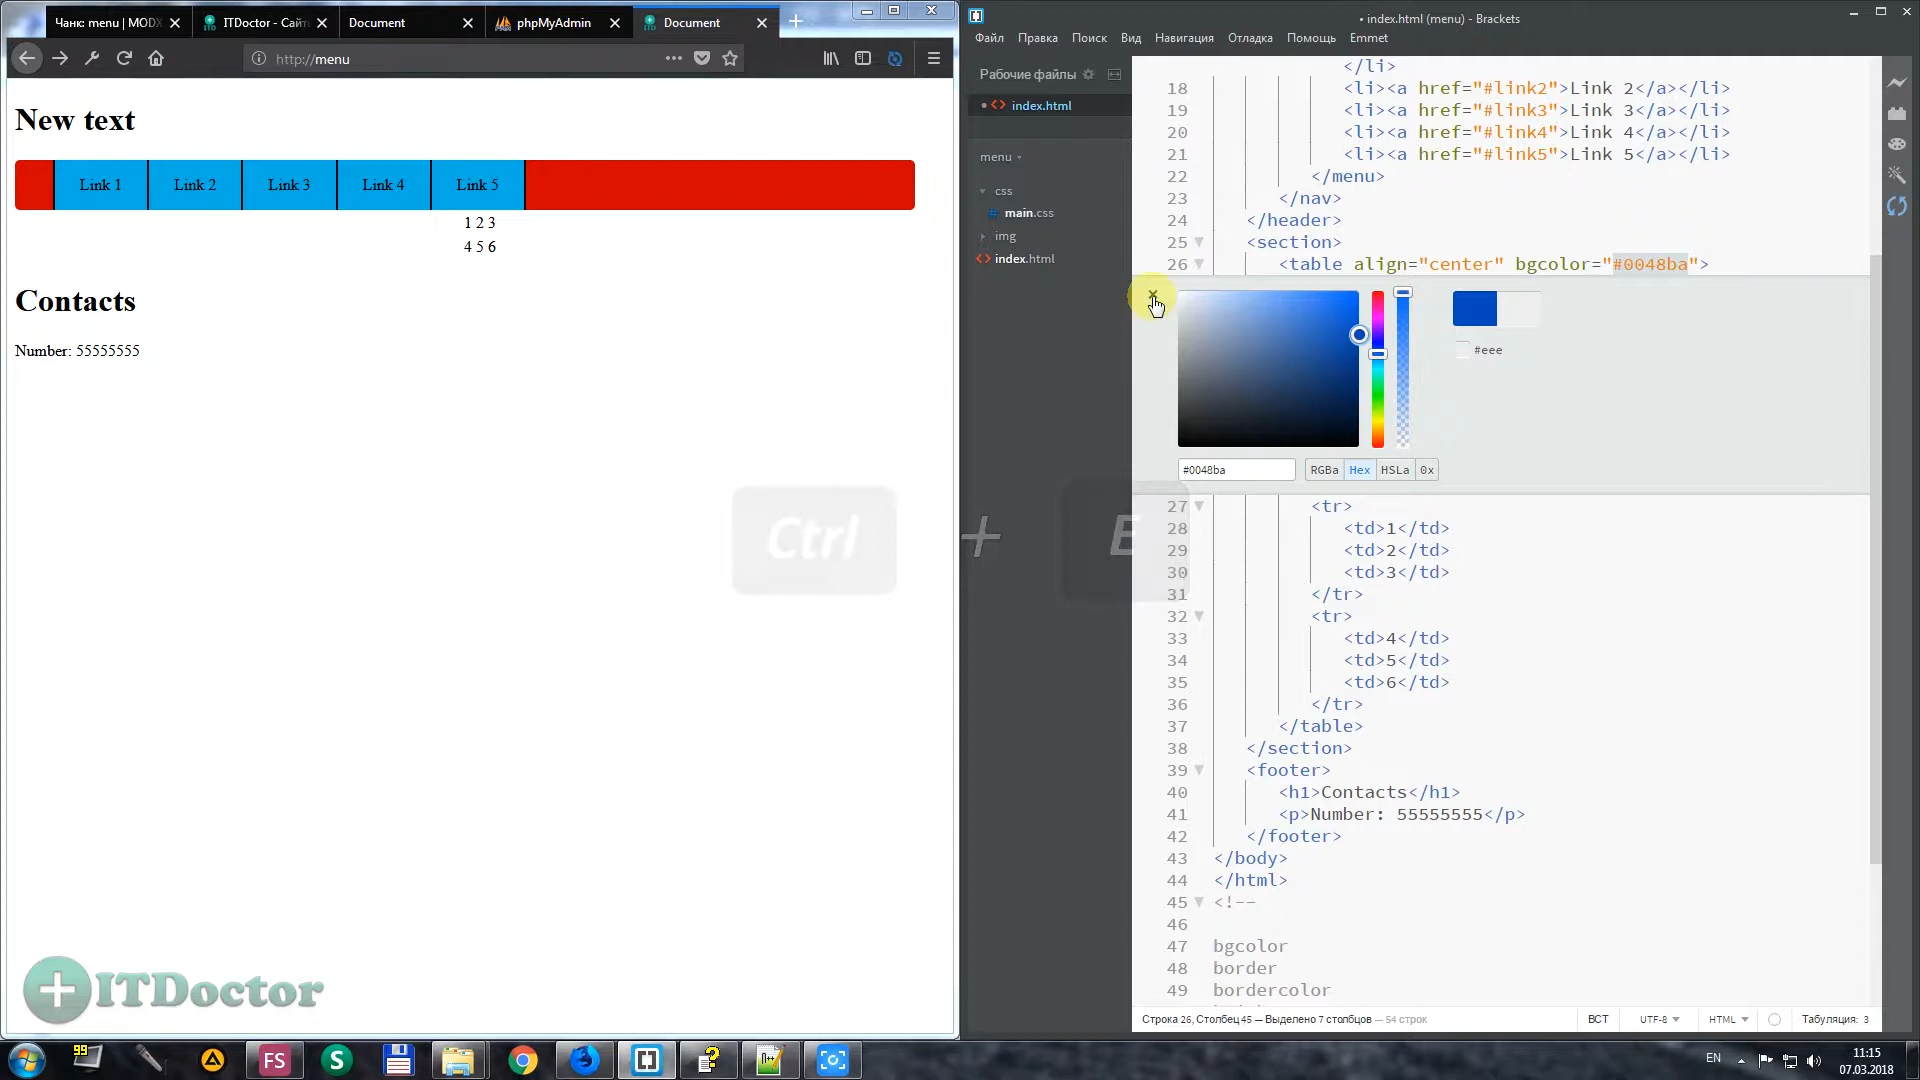 Чанк: menu | MODX
ITDoctor - Сайт
Document
phpMyAdmin
Document
http://menu
New text
Link 1
Link 2
Link 3
Link 4
Link 5
1 2 3
4 5 6
Contacts
Number: 55555555
Ctrl + E
ITDoctor
• index.html (menu) - Brackets
Файл Правка Поиск Вид Навигация Отладка Помощь Emmet
Рабочие файлы
index.html
menu
css
main.css
img
index.html
</li>
18 <li><a href="#link2">Link 2</a></li>
19 <li><a href="#link3">Link 3</a></li>
20 <li><a href="#link4">Link 4</a></li>
21 <li><a href="#link5">Link 5</a></li>
22 </menu>
23 </nav>
24 </header>
25 <section>
26 <table align="center" bgcolor="#0048ba">
#eee
#0048ba
RGBa Hex HSLa 0x
27 <tr>
28 <td>1</td>
29 <td>2</td>
30 <td>3</td>
31 </tr>
32 <tr>
33 <td>4</td>
34 <td>5</td>
35 <td>6</td>
36 </tr>
37 </table>
38 </section>
39 <footer>
40 <h1>Contacts</h1>
41 <p>Number: 55555555</p>
42 </footer>
43 </body>
44 </html>
45 <!--
46
47 bgcolor
48 border
49 bordercolor
Строка 26, Столбец 45 — Выделено 7 столбцов — 54 строк
ВСТ
UTF-8
HTML
Табуляция: 3
99
FS
S
EN
11:15
07.03.2018